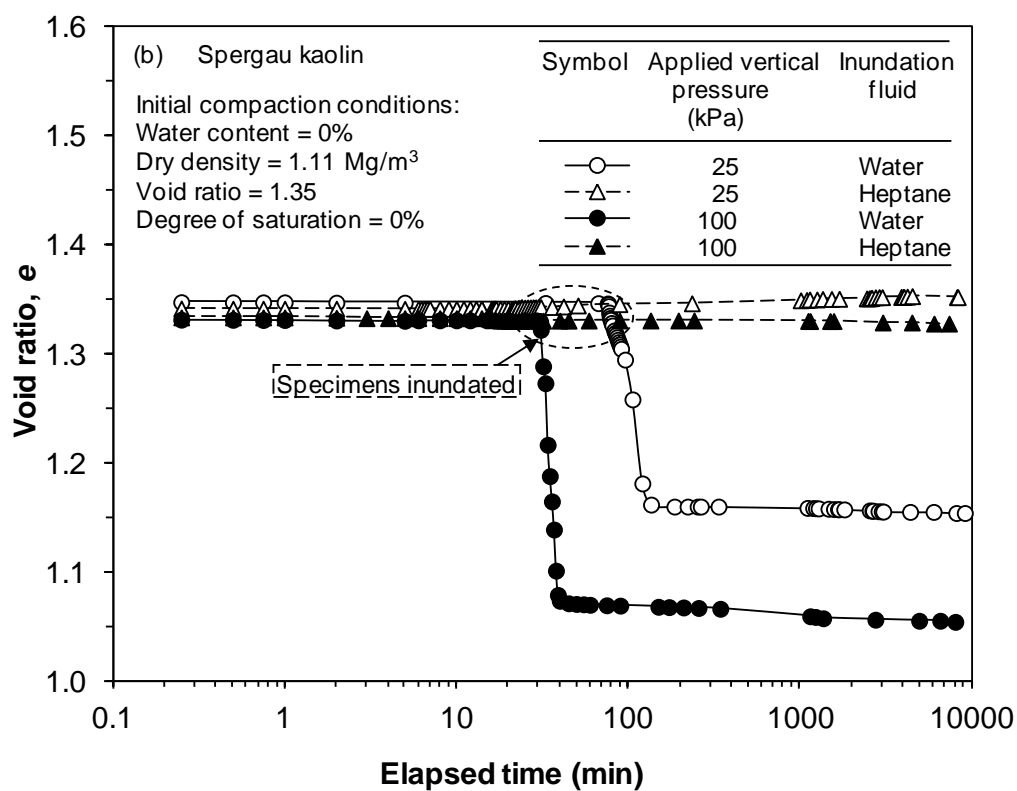 (b) Spergau kaolin
Initial compaction conditions:
Water content = 0%
Dry density = 1.11 Mg/m³
Void ratio = 1.35
Degree of saturation = 0%
Symbol Applied vertical pressure (kPa) Inundation fluid
25 Water
25 Heptane
100 Water
100 Heptane
Specimens inundated
Void ratio, e
1.6
1.5
1.4
1.3
1.2
1.1
1.0
0.1 1 10 100 1000 10000
Elapsed time (min)